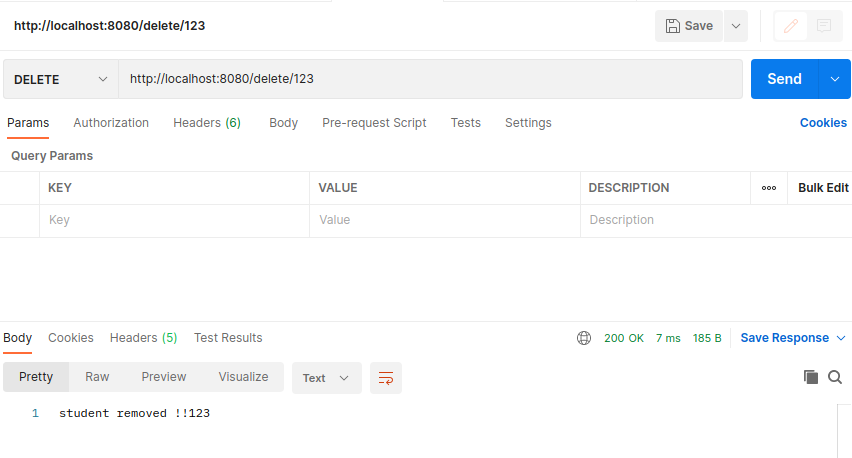 http://localhost:8080/delete/123
Save
DELETE
http://localhost:8080/delete/123
Send
Params Authorization Headers (6) Body Pre-request Script Tests Settings Cookies
Query Params
KEY VALUE DESCRIPTION ooo Bulk Edit
Key Value Description
Body Cookies Headers (5) Test Results 200 OK 7 ms 185 B Save Response
Pretty Raw Preview Visualize Text
1 student removed !!123